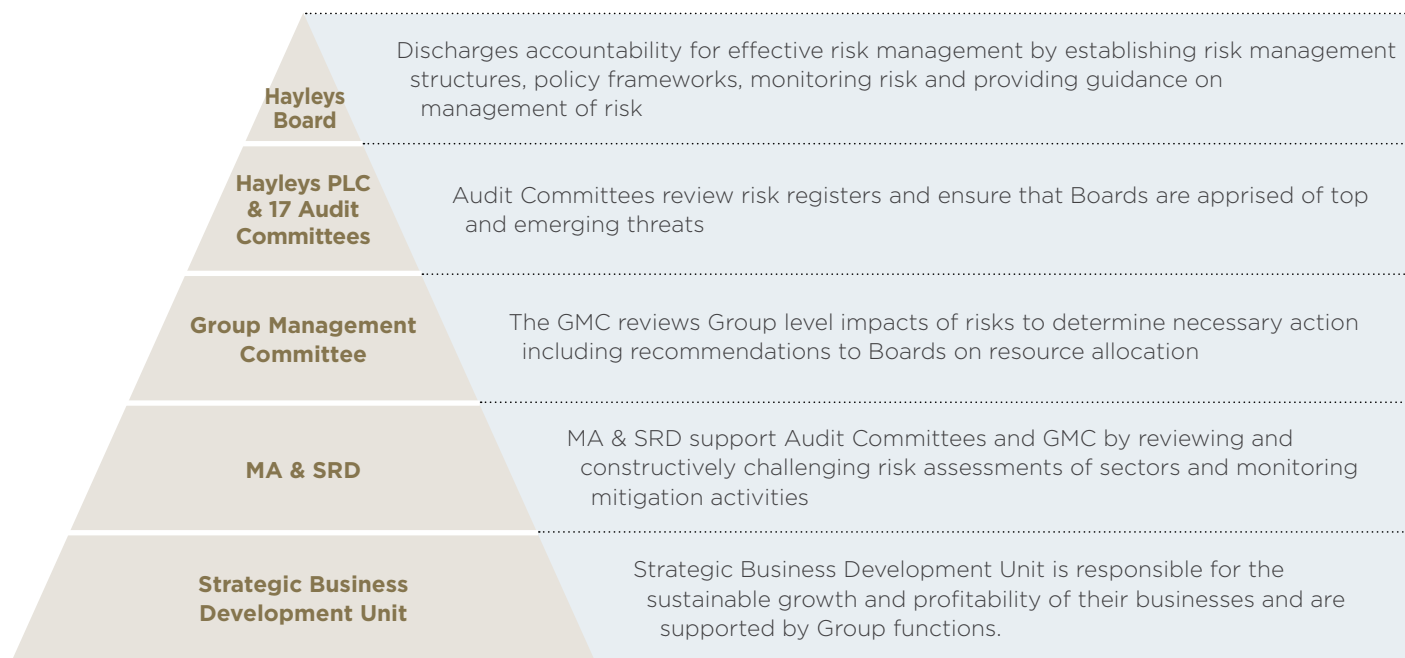 Hayleys
Board
Discharges accountability for effective risk management by establishing risk management
structures, policy frameworks, monitoring risk and providing guidance on
management of risk
Hayleys PLC
& 17 Audit
Committees
Audit Committees review risk registers and ensure that Boards are apprised of top
and emerging threats
Group Management
Committee
The GMC reviews Group level impacts of risks to determine necessary action
including recommendations to Boards on resource allocation
MA & SRD
MA & SRD support Audit Committees and GMC by reviewing and
constructively challenging risk assessments of sectors and monitoring
mitigation activities
Strategic Business
Development Unit
Strategic Business Development Unit is responsible for the
sustainable growth and profitability of their businesses and are
supported by Group functions.